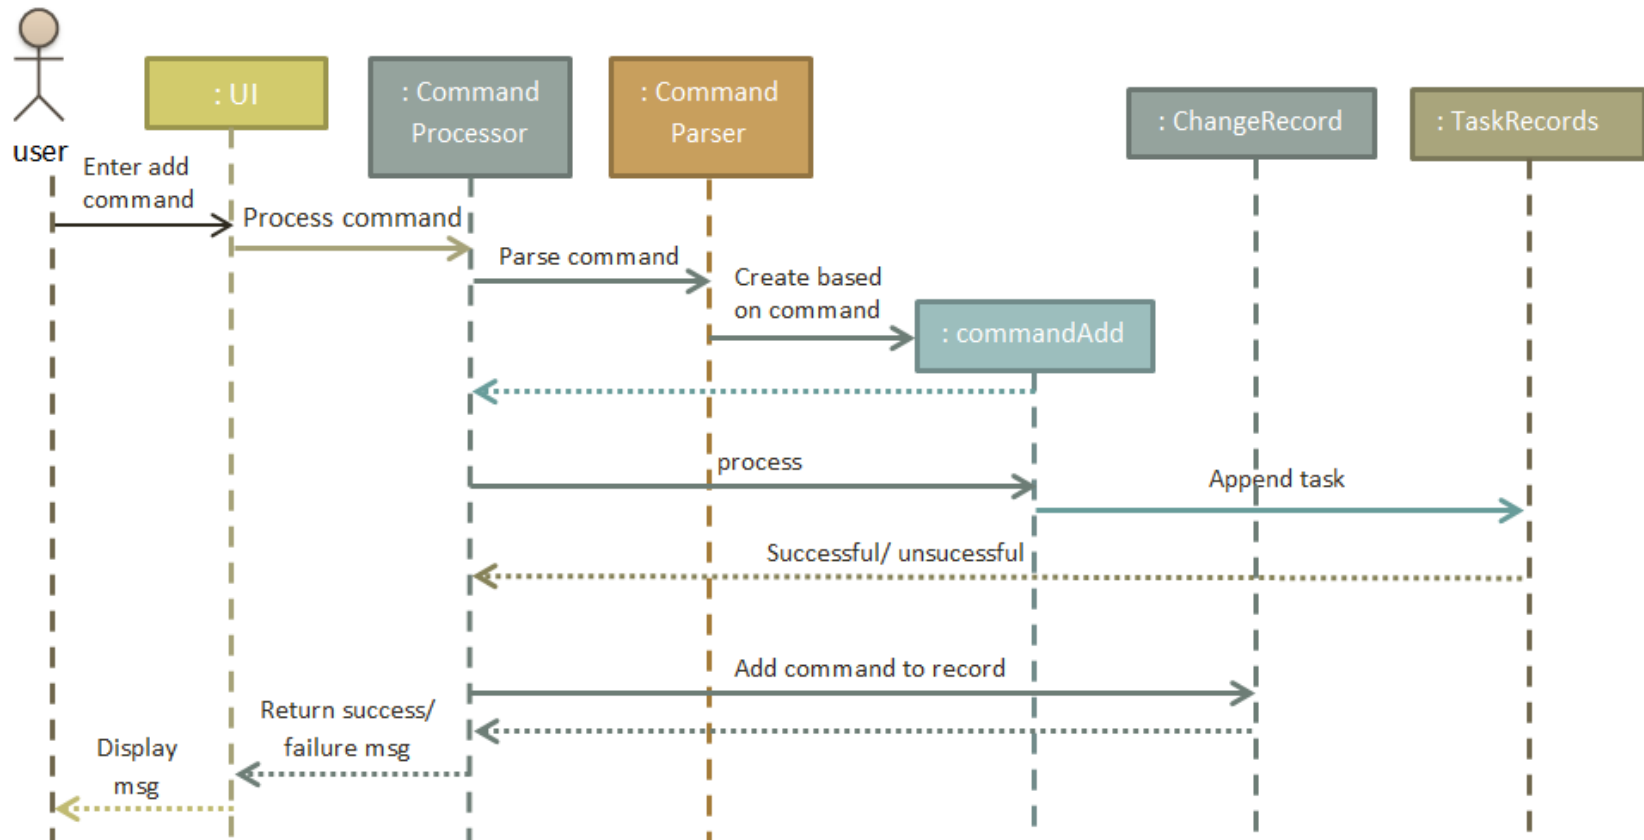 : UI
: Command
Processor
: Command
Parser
: ChangeRecord
: TaskRecords
user
Enter add
command
Process command
Parse command
Create based
on command
: commandAdd
process
Append task
Successful/ unsucessful
Add command to record
Return success/
failure msg
Display
msg